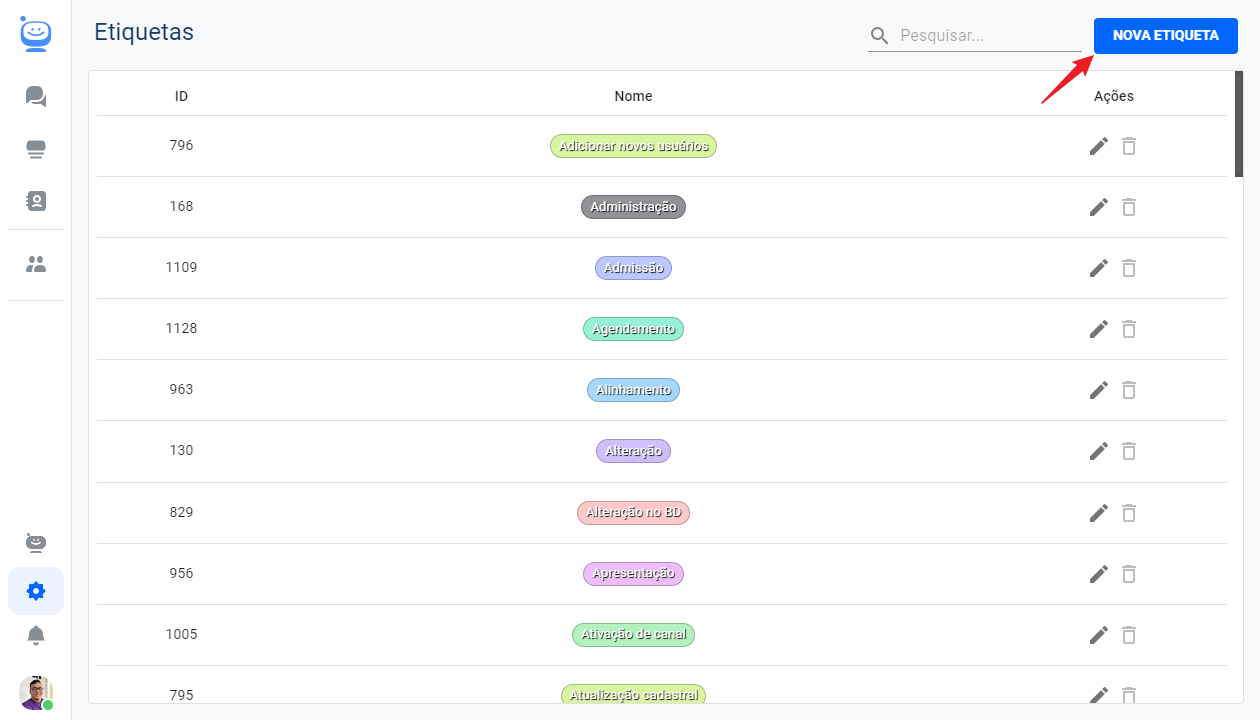 Etiquetas
Pesquisar...
NOVA ETIQUETA
ID Nome Ações
796 Adicionar novos usuários
168 Administração
1109 Admissão
1128 Agendamento
963 Alinhamento
130 Alteração
829 Alteração no BD
956 Apresentação
1005 Ativação de canal
795 Atualização cadastral